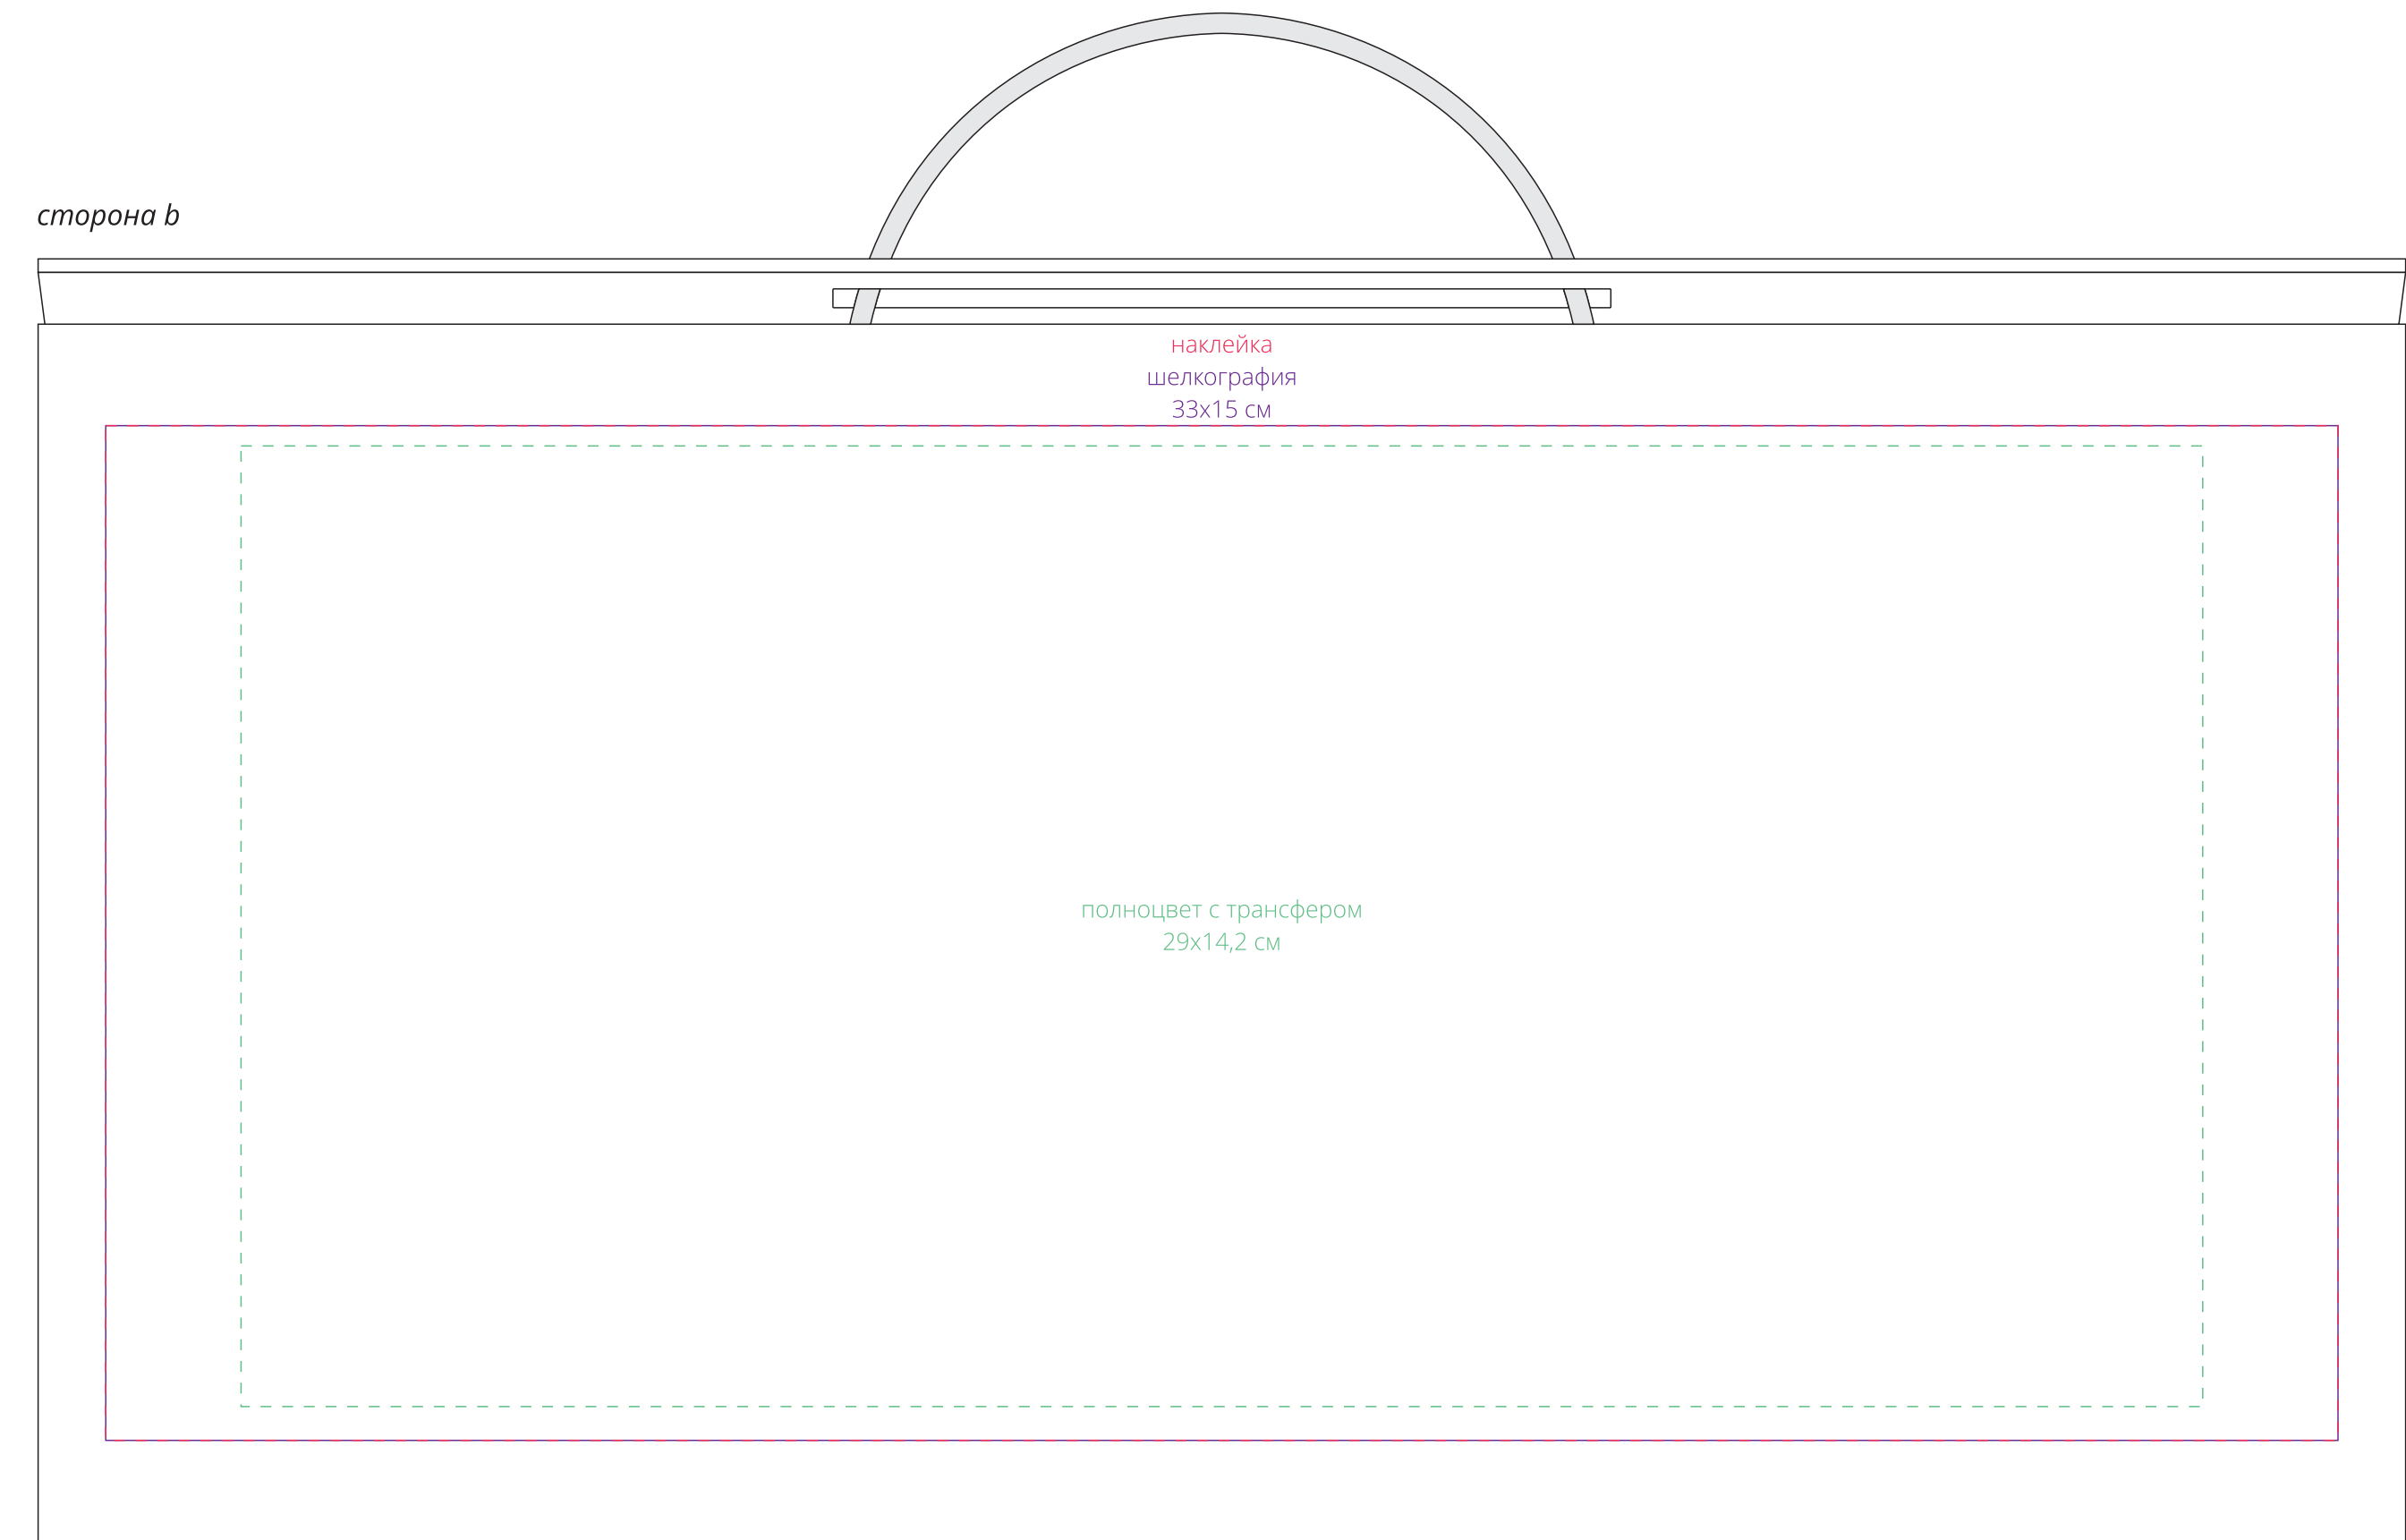 сторона b
наклейка
шелкография
33х15 см
полноцвет с трансфером
29х14,2 см